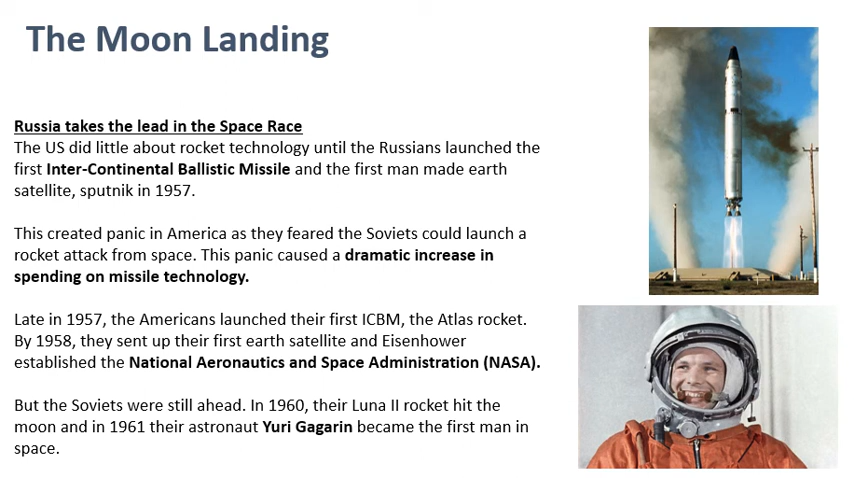 The Moon Landing
Russia takes the lead in the Space Race
The US did little about rocket technology until the Russians launched the
first Inter-Continental Ballistic Missile and the first man made earth
satellite, sputnik in 1957.
This created panic in America as they feared the Soviets could launch a
rocket attack from space. This panic caused a dramatic increase in
spending on missile technology.
Late in 1957, the Americans launched their first ICBM, the Atlas rocket.
By 1958, they sent up their first earth satellite and Eisenhower
established the National Aeronautics and Space Administration (NASA).
But the Soviets were still ahead. In 1960, their Luna II rocket hit the
moon and in 1961 their astronaut Yuri Gagarin became the first man in
space.